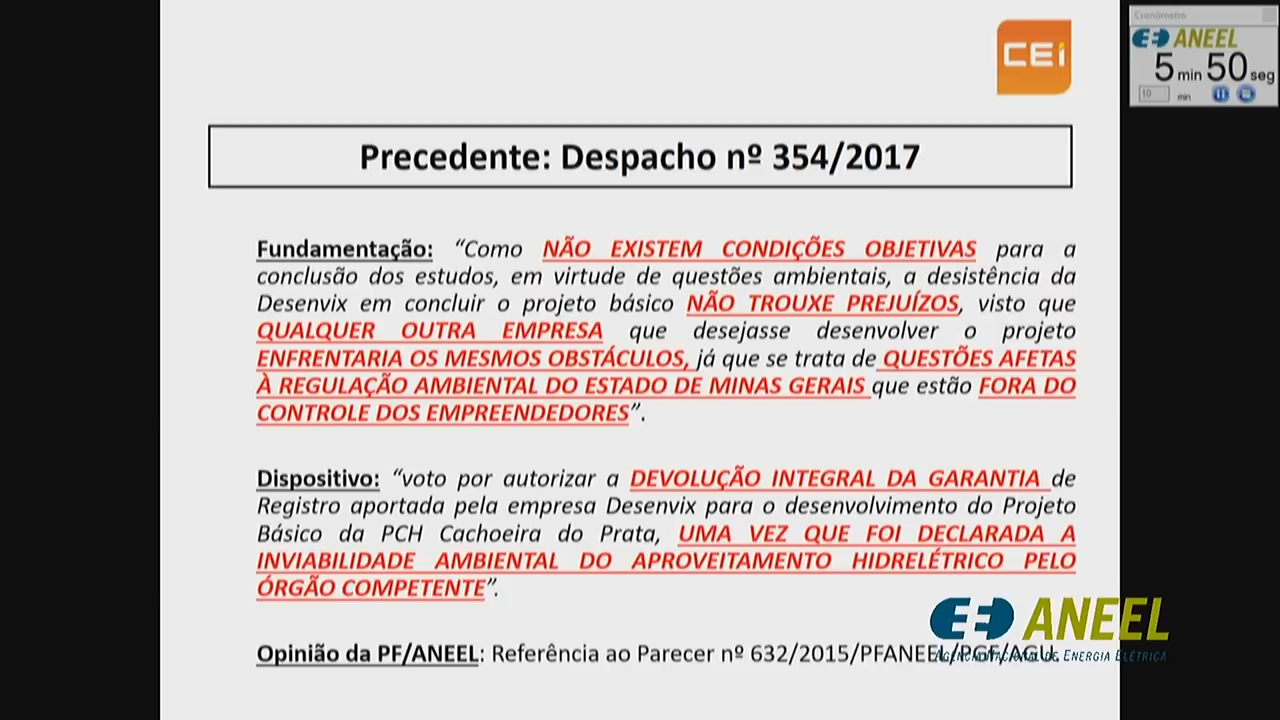 CEi
Cronômetro
ANEEL
5 min 50 seg
10 min
Precedente: Despacho nº 354/2017
Fundamentação: “Como NÃO EXISTEM CONDIÇÕES OBJETIVAS para a
conclusão dos estudos, em virtude de questões ambientais, a desistência da
Desenvix em concluir o projeto básico NÃO TROUXE PREJUÍZOS, visto que
QUALQUER OUTRA EMPRESA que desejasse desenvolver o projeto
ENFRENTARIA OS MESMOS OBSTÁCULOS, já que se trata de QUESTÕES AFETAS
À REGULAÇÃO AMBIENTAL DO ESTADO DE MINAS GERAIS que estão FORA DO
CONTROLE DOS EMPREENDEDORES”.
Dispositivo: “voto por autorizar a DEVOLUÇÃO INTEGRAL DA GARANTIA de
Registro aportada pela empresa Desenvix para o desenvolvimento do Projeto
Básico da PCH Cachoeira do Prata, UMA VEZ QUE FOI DECLARADA A
INVIABILIDADE AMBIENTAL DO APROVEITAMENTO HIDRELÉTRICO PELO
ÓRGÃO COMPETENTE”.
ANEEL
Opinião da PF/ANEEL: Referência ao Parecer nº 632/2015/PFANEEL/PGF/AGU.
AGÊNCIA NACIONAL DE ENERGIA ELÉTRICA